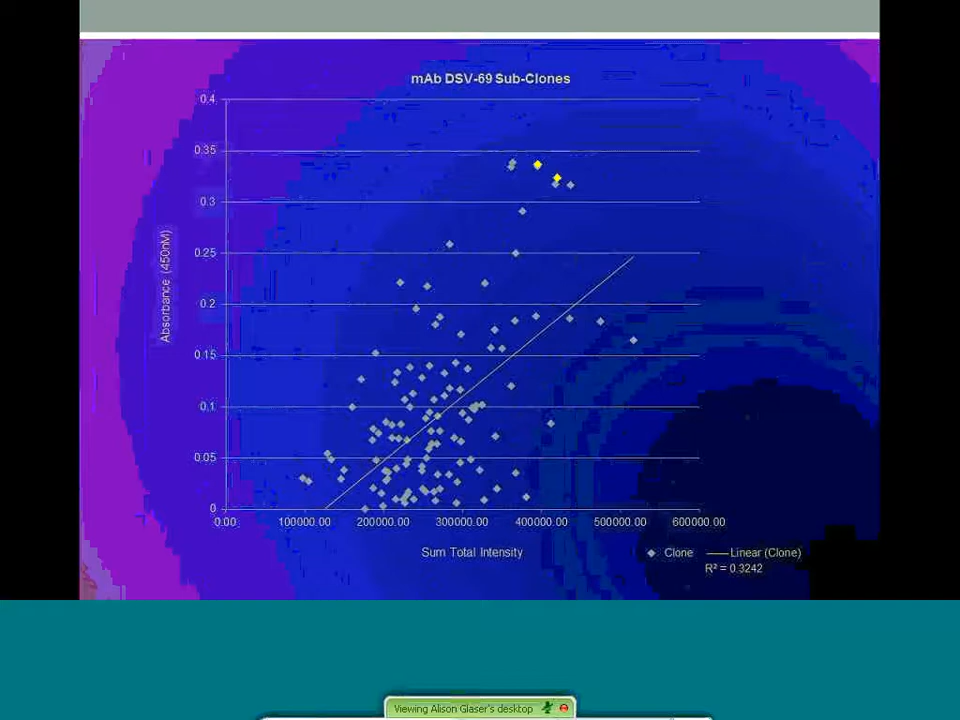 mAb DSV-69 Sub-Clones
0.4
0.35
0.3
0.25
0.2
0.15
0.1
0.05
0
Absorbance (450nM)
0.00 100000.00 200000.00 300000.00 400000.00 500000.00 600000.00
Sum Total Intensity
Clone Linear (Clone)
R² = 0.3242
Viewing Alison Glaser's desktop